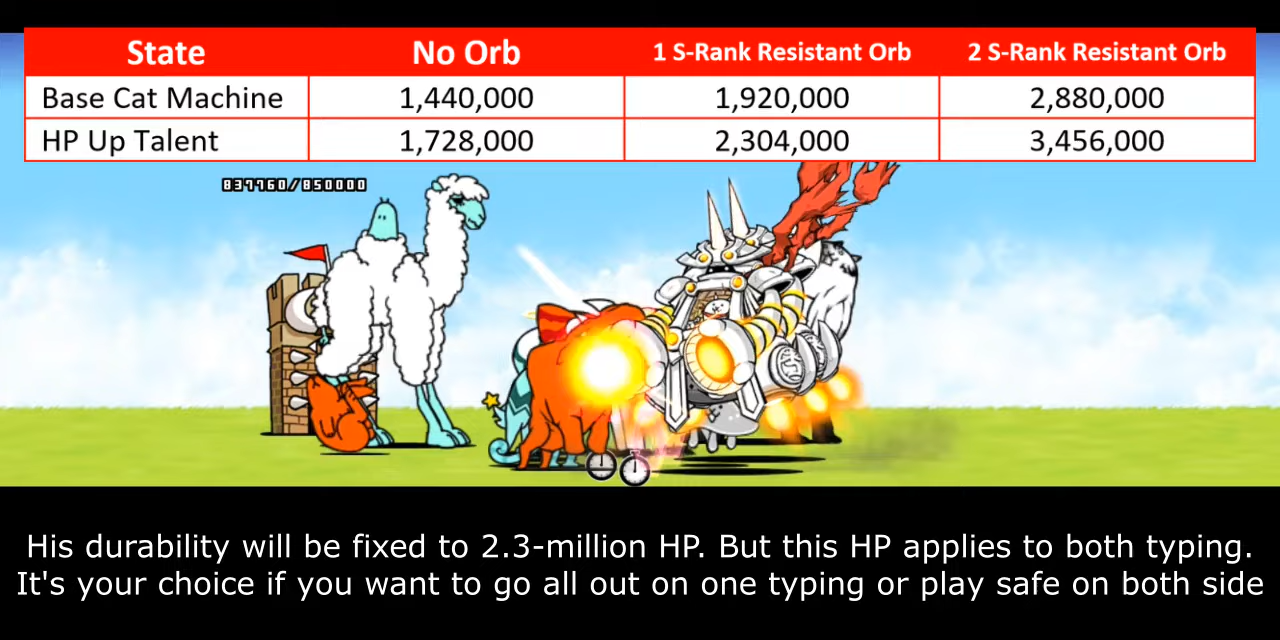 State No Orb 1 S-Rank Resistant Orb 2 S-Rank Resistant Orb
Base Cat Machine 1,440,000 1,920,000 2,880,000
HP Up Talent 1,728,000 2,304,000 3,456,000
837760/850000
His durability will be fixed to 2.3-million HP. But this HP applies to both typing.
It's your choice if you want to go all out on one typing or play safe on both side